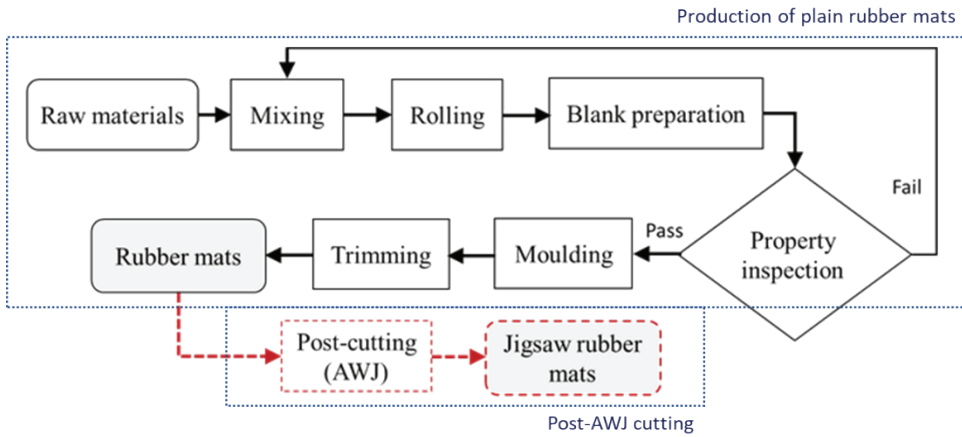 Production of plain rubber mats
Raw materials
Mixing
Rolling
Blank preparation
Fail
Property
inspection
Pass
Moulding
Trimming
Rubber mats
Post-cutting
(AWJ)
Jigsaw rubber
mats
Post-AWJ cutting